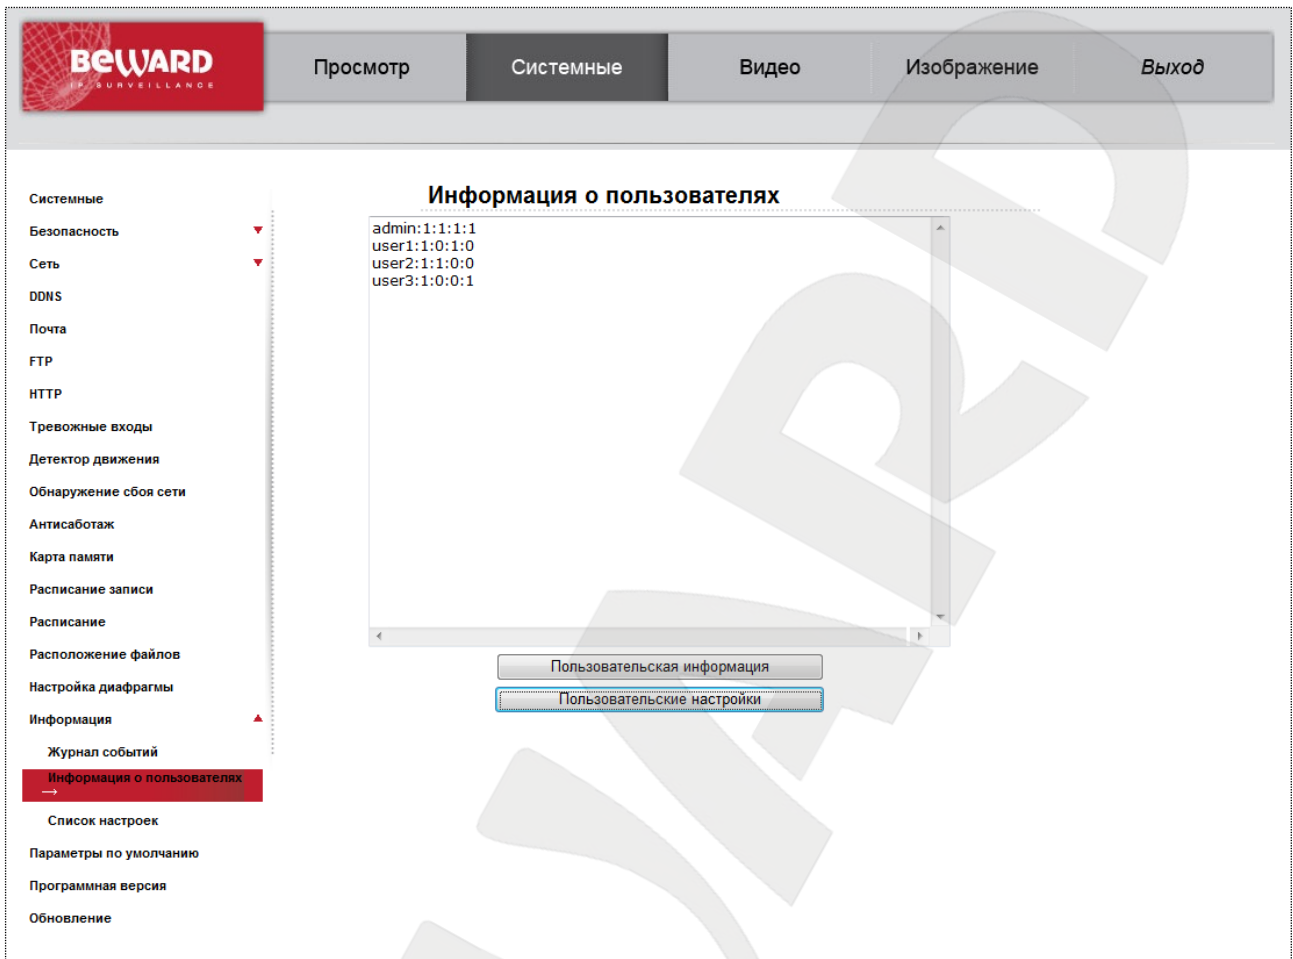 BEWARD
IP SURVEILLANCE
Просмотр
Системные
Видео
Изображение
Выход
Системные
Безопасность
Сеть
DDNS
Почта
FTP
HTTP
Тревожные входы
Детектор движения
Обнаружение сбоя сети
Антисаботаж
Карта памяти
Расписание записи
Расписание
Расположение файлов
Настройка диафрагмы
Информация
Журнал событий
Информация о пользователях
→
Список настроек
Параметры по умолчанию
Программная версия
Обновление
Информация о пользователях
admin:1:1:1:1
user1:1:0:1:0
user2:1:1:0:0
user3:1:0:0:1
Пользовательская информация
Пользовательские настройки